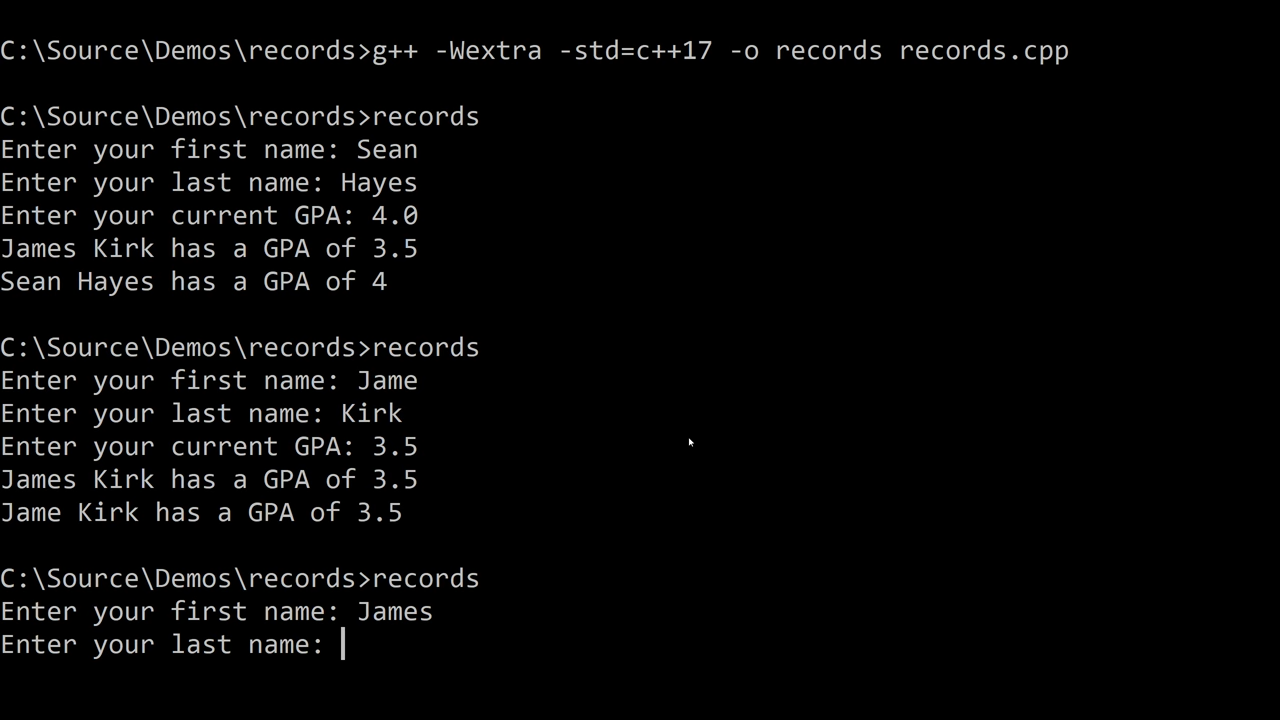 C:\Source\Demos\records>g++ -Wextra -std=c++17 -o records records.cpp
C:\Source\Demos\records>records
Enter your first name: Sean
Enter your last name: Hayes
Enter your current GPA: 4.0
James Kirk has a GPA of 3.5
Sean Hayes has a GPA of 4
C:\Source\Demos\records>records
Enter your first name: Jame
Enter your last name: Kirk
Enter your current GPA: 3.5
James Kirk has a GPA of 3.5
Jame Kirk has a GPA of 3.5
C:\Source\Demos\records>records
Enter your first name: James
Enter your last name: